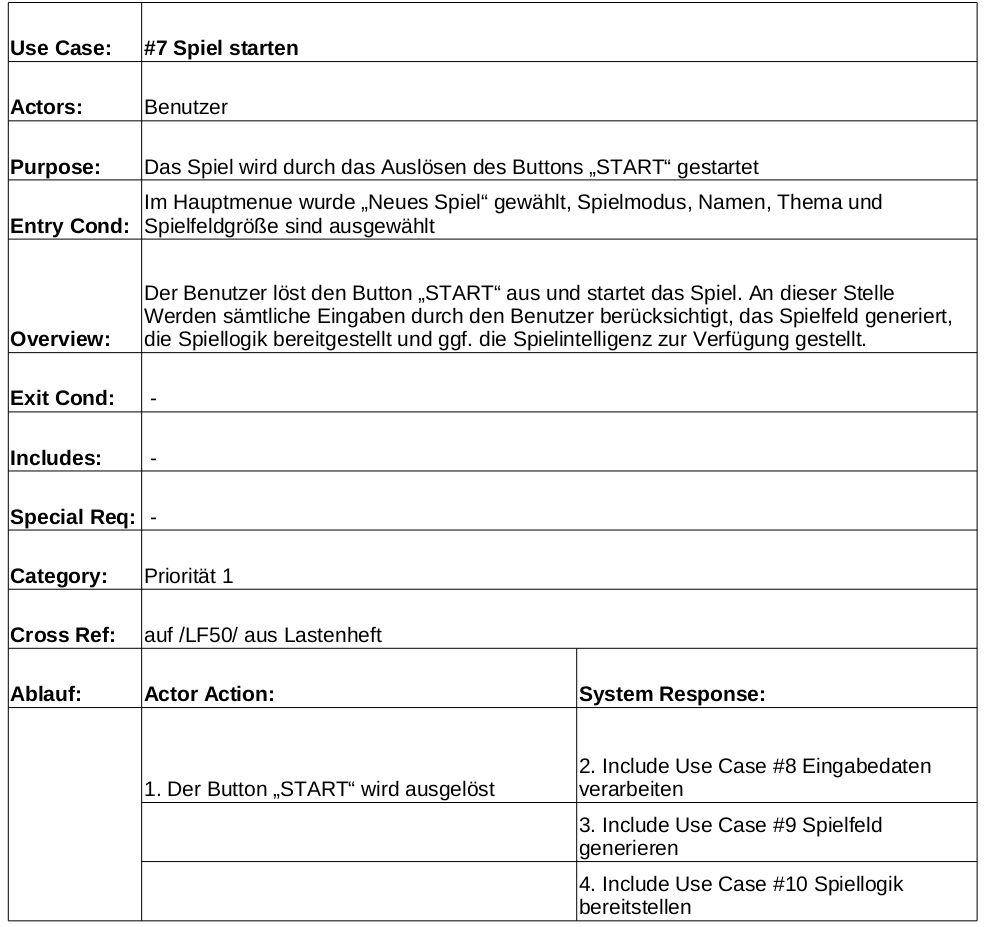 Use Case: #7 Spiel starten
Actors: Benutzer
Purpose: Das Spiel wird durch das Auslösen des Buttons „START“ gestartet
Im Hauptmenue wurde „Neues Spiel“ gewählt, Spielmodus, Namen, Thema und
Entry Cond: Spielfeldgröße sind ausgewählt
Der Benutzer löst den Button „START“ aus und startet das Spiel. An dieser Stelle
Werden sämtliche Eingaben durch den Benutzer berücksichtigt, das Spielfeld generiert,
Overview: die Spiellogik bereitgestellt und ggf. die Spielintelligenz zur Verfügung gestellt.
Exit Cond: -
Includes: -
Special Req: -
Category: Priorität 1
Cross Ref: auf /LF50/ aus Lastenheft
Ablauf: Actor Action: System Response:
2. Include Use Case #8 Eingabedaten
1. Der Button „START“ wird ausgelöst verarbeiten
3. Include Use Case #9 Spielfeld
generieren
4. Include Use Case #10 Spiellogik
bereitstellen